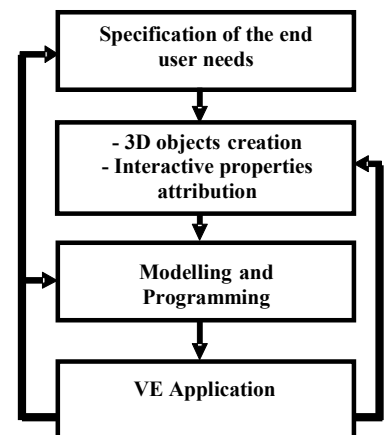 Specification of the end
user needs
- 3D objects creation
- Interactive properties
attribution
Modelling and
Programming
VE Application